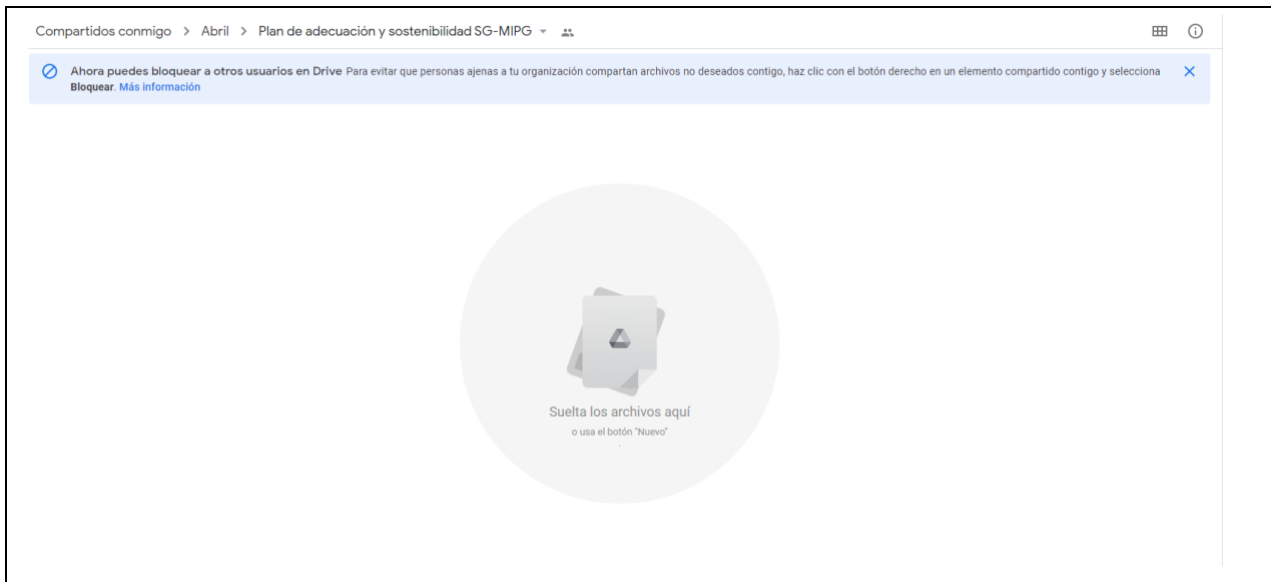 Compartidos conmigo > Abril > Plan de adecuación y sostenibilidad SG-MIPG
Ahora puedes bloquear a otros usuarios en Drive Para evitar que personas ajenas a tu organización compartan archivos no deseados contigo, haz clic con el botón derecho en un elemento compartido contigo y selecciona
Bloquear. Más información
Suelta los archivos aquí
o usa el botón "Nuevo"